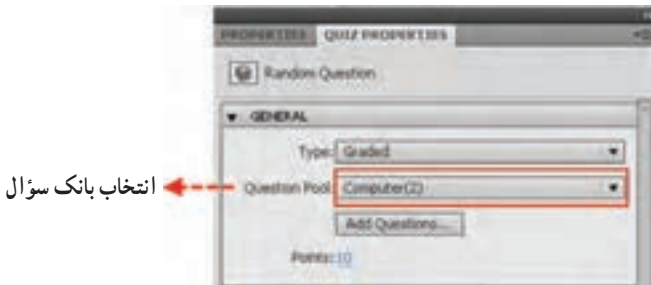 PROPERTIES QUIZ PROPERTIES
Random Question
GENERAL
Type: Graded
Question Pool: Computer(2)
انتخاب بانک سؤال
Add Questions...
Points: 10